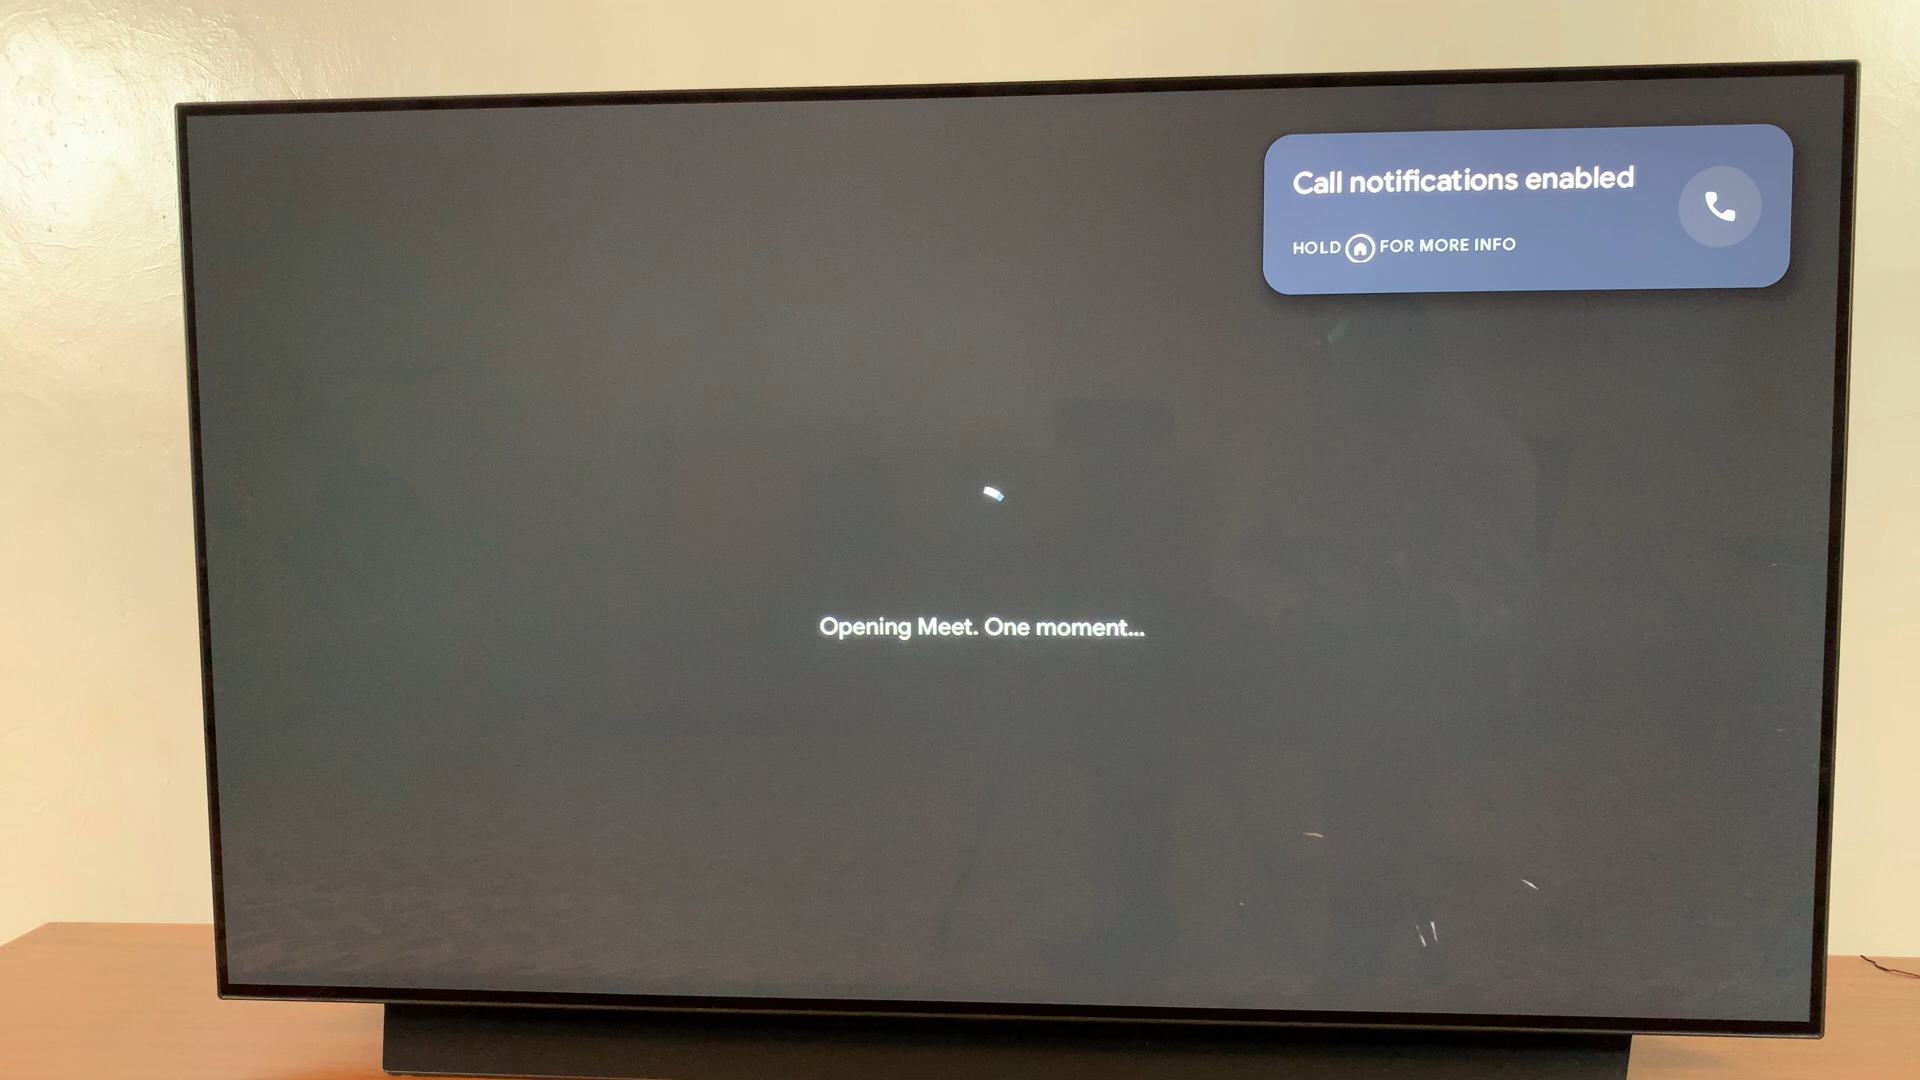 Call notifications enabled
HOLD FOR MORE INFO
Opening Meet. One moment...